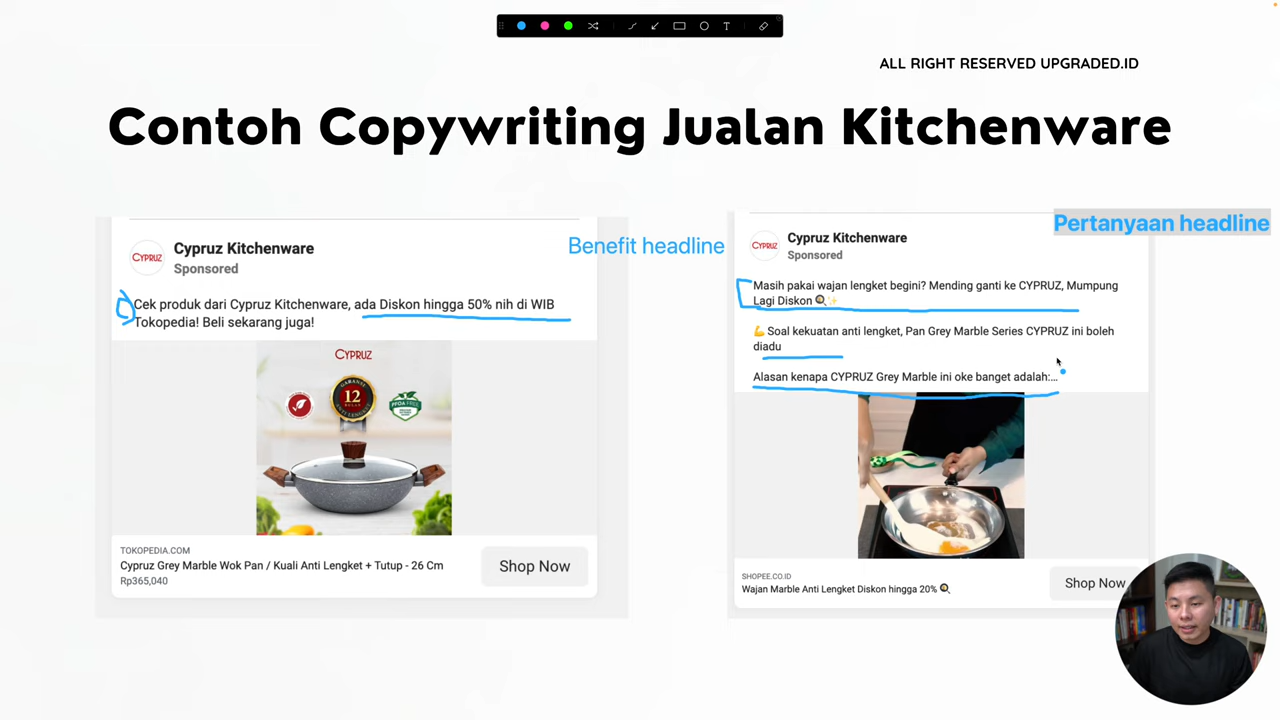 ALL RIGHT RESERVED UPGRADED.ID
Contoh Copywriting Jualan Kitchenware
Benefit headline
CYPRUZ
Cypruz Kitchenware
Sponsored
Cek produk dari Cypruz Kitchenware, ada Diskon hingga 50% nih di WIB
Tokopedia! Beli sekarang juga!
CYPRUZ
GARANSI
12
PFOA FREE
TOKOPEDIA.COM
Cypruz Grey Marble Wok Pan / Kuali Anti Lengket + Tutup - 26 Cm
Rp365,040
Shop Now
Pertanyaan headline
CYPRUZ
Cypruz Kitchenware
Sponsored
Masih pakai wajan lengket begini? Mending ganti ke CYPRUZ, Mumpung
Lagi Diskon 🍳✨
💪 Soal kekuatan anti lengket, Pan Grey Marble Series CYPRUZ ini boleh
diadu
Alasan kenapa CYPRUZ Grey Marble ini oke banget adalah:...
SHOPEE.CO.ID
Wajan Marble Anti Lengket Diskon hingga 20% 🍳
Shop Now